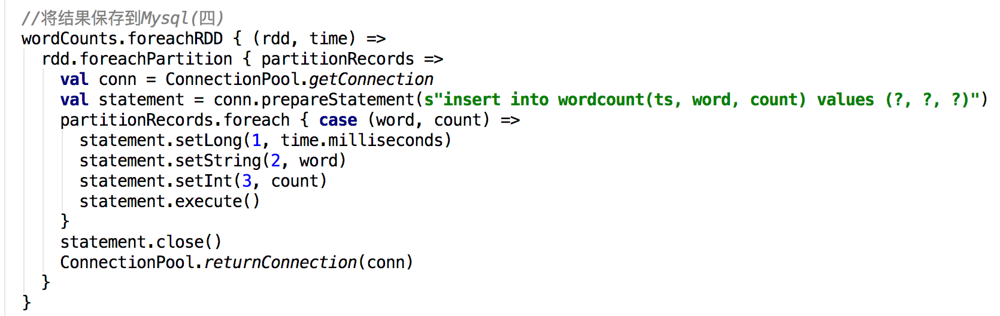 //将结果保存到Mysql(四)
wordCounts.foreachRDD { (rdd, time) =>
  rdd.foreachPartition { partitionRecords =>
    val conn = ConnectionPool.getConnection
    val statement = conn.prepareStatement(s"insert into wordcount(ts, word, count) values (?, ?, ?)")
    partitionRecords.foreach { case (word, count) =>
      statement.setLong(1, time.milliseconds)
      statement.setString(2, word)
      statement.setInt(3, count)
      statement.execute()
    }
    statement.close()
    ConnectionPool.returnConnection(conn)
  }
}